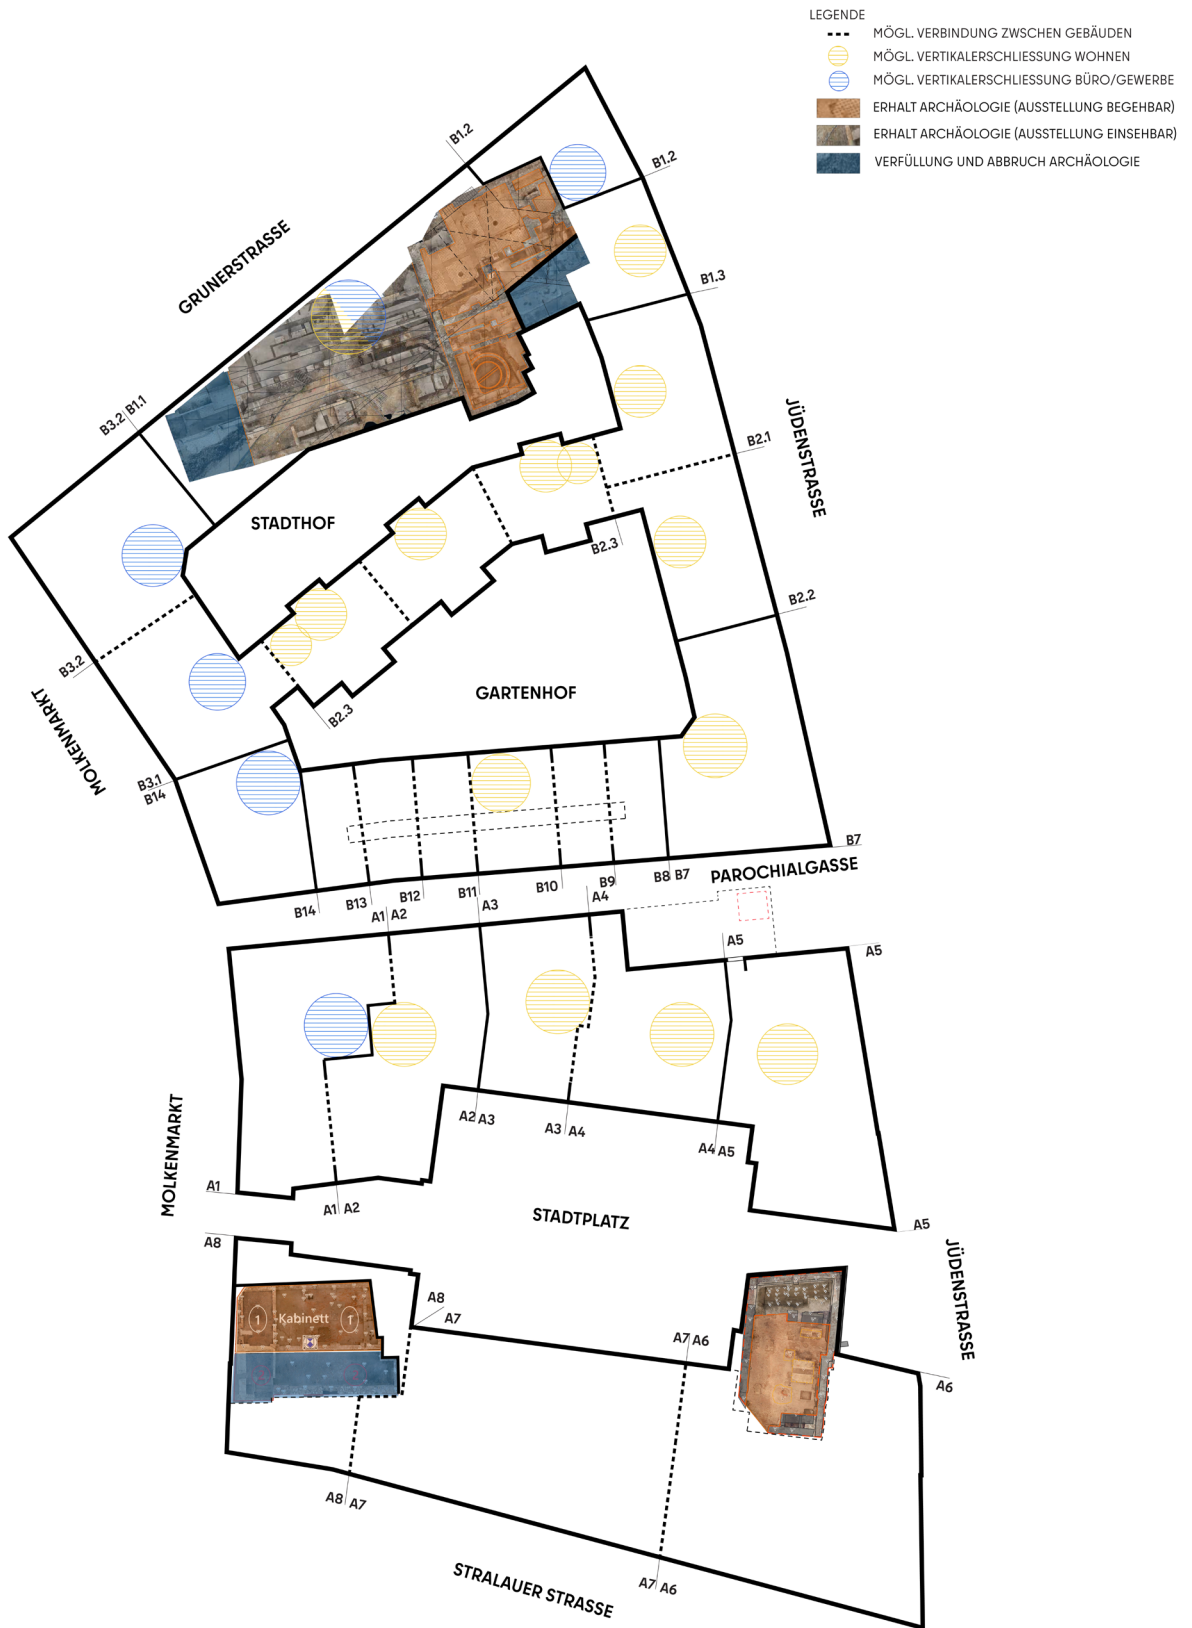 LEGENDE
MÖGL. VERBINDUNG ZWSCHEN GEBÄUDEN
MÖGL. VERTIKALERSCHLIESSUNG WOHNEN
MÖGL. VERTIKALERSCHLIESSUNG BÜRO/GEWERBE
ERHALT ARCHÄOLOGIE (AUSSTELLUNG BEGEHBAR)
ERHALT ARCHÄOLOGIE (AUSSTELLUNG EINSEHBAR)
VERFÜLLUNG UND ABBRUCH ARCHÄOLOGIE
B1.2
B1.2
GRUNERSTRASSE
B1.3
B3.2
B1.1
JÜDENSTRASSE
B2.1
STADTHOF
B2.3
B2.2
B3.2
GARTENHOF
B2.3
MOLKENMARKT
B3.1
B14
B7
PAROCHIALGASSE
B14
B13
B12
B11
B10
B9
B8
B7
A1
A2
A3
A4
A5
A5
A2
A3
A3
A4
A4
A5
MOLKENMARKT
A1
A1
A2
STADTPLATZ
A5
A8
JÜDENSTRASSE
A8
A7
1
Kabinett
T
A7
A6
A6
A8
A7
STRALAUER STRASSE
A7
A6